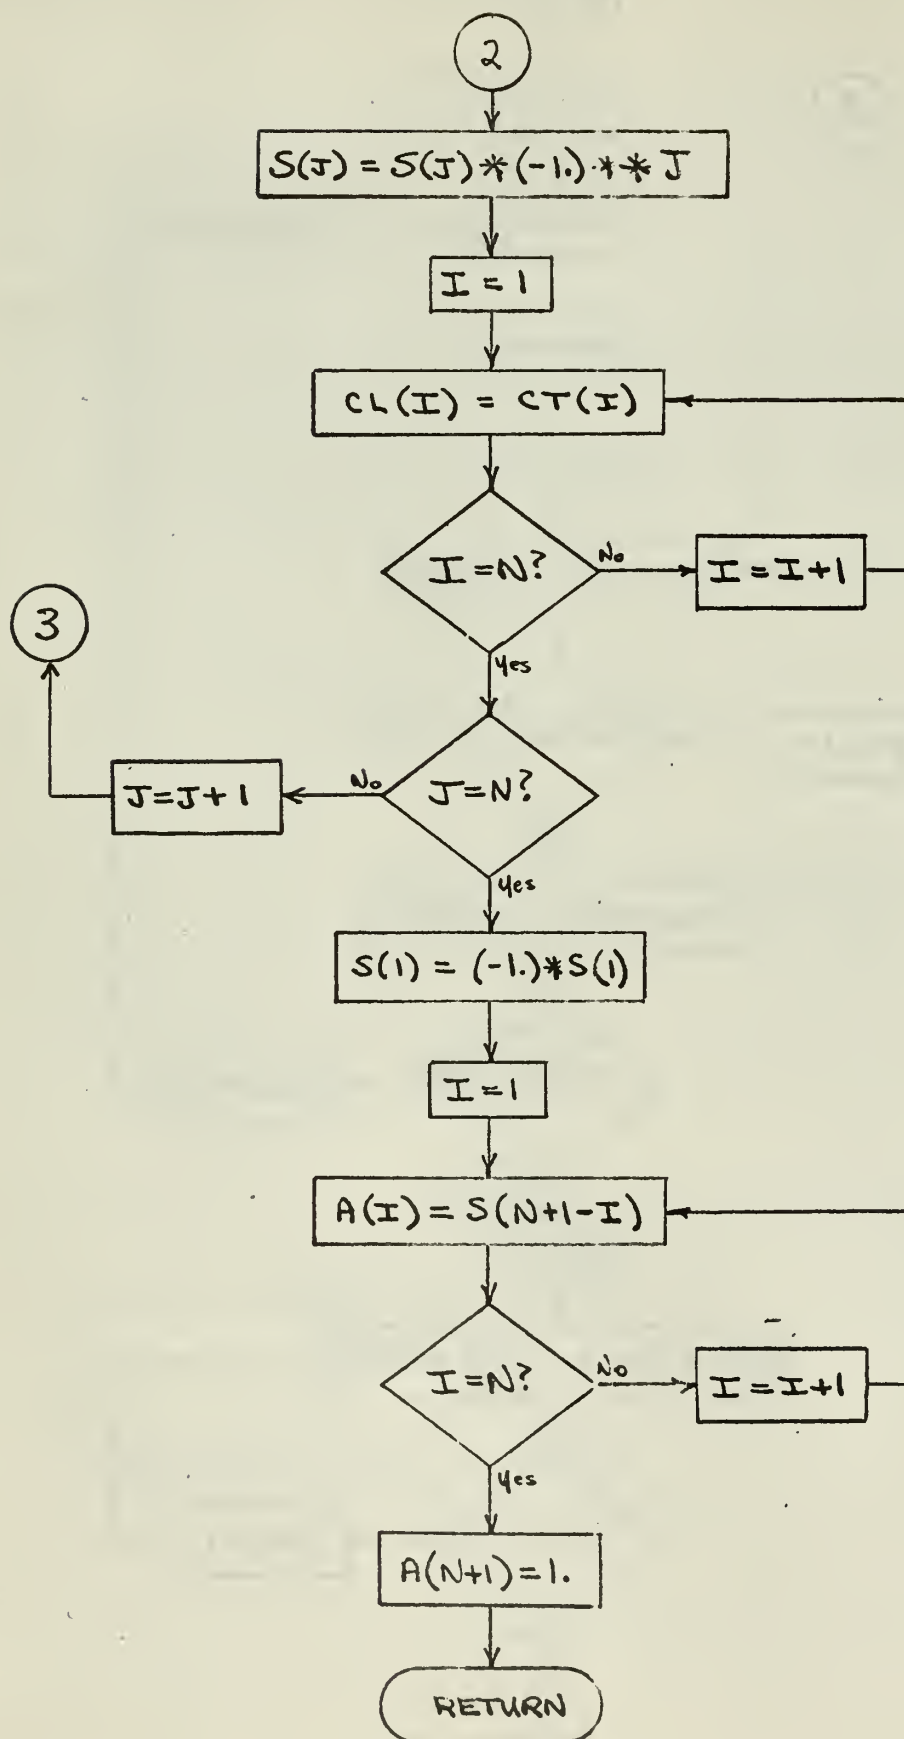 2
S(J) = S(J)*(-1.)**J
I = 1
CL(I) = CT(I)
I=N?
No
I = I+1
3
Yes
J=J+1
No
J=N?
Yes
S(1) = (-1.)*S(1)
I=1
A(I)=S(N+1-I)
I=N?
No
I = I+1
Yes
A(N+1)=1.
RETURN